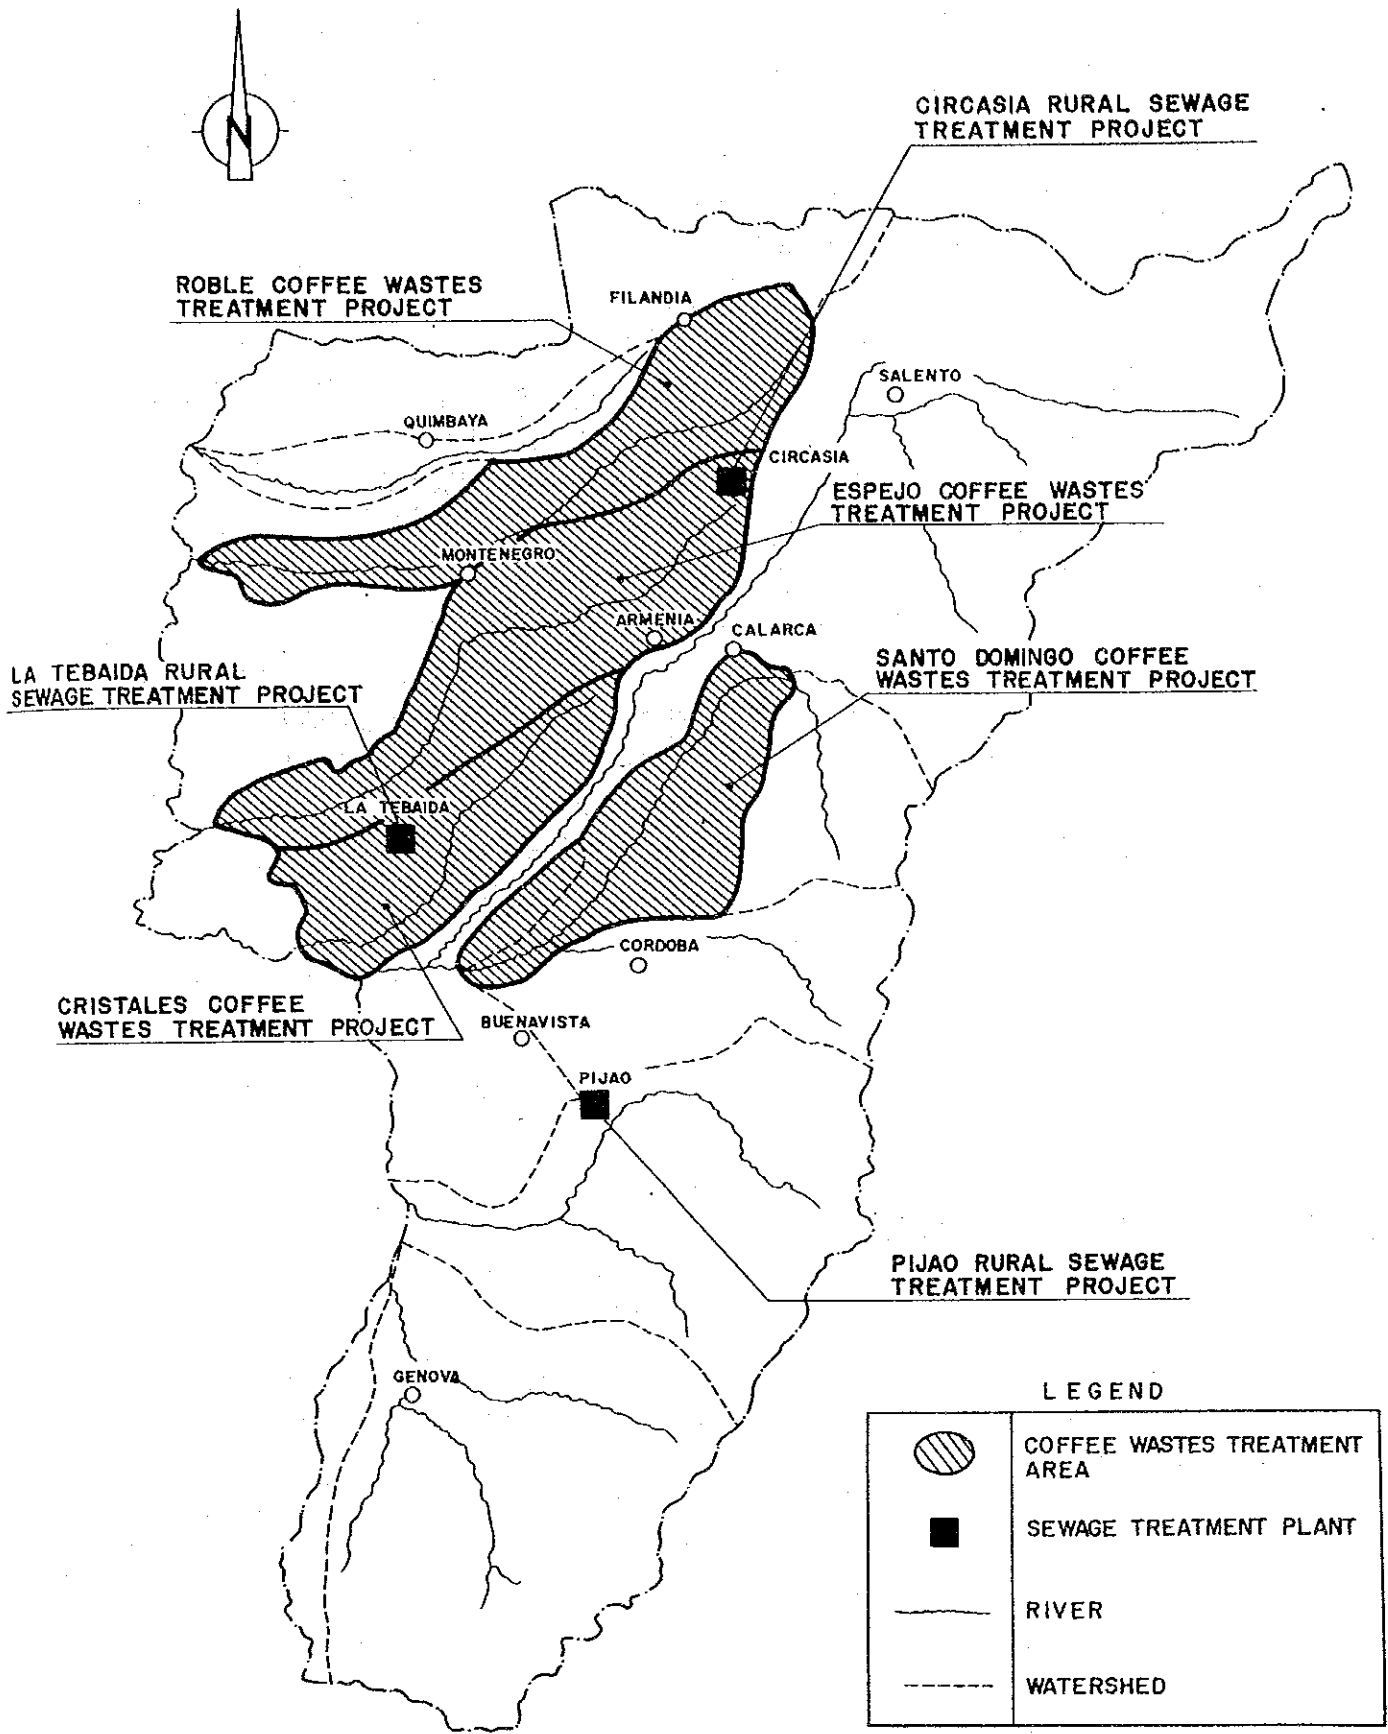 N
CIRCASIA RURAL SEWAGE
TREATMENT PROJECT
ROBLE COFFEE WASTES
TREATMENT PROJECT
FILANDIA
SALENTO
QUIMBAYA
CIRCASIA
ESPEJO COFFEE WASTES
TREATMENT PROJECT
MONTENEGRO
ARMENIA
CALARCA
SANTO DOMINGO COFFEE
WASTES TREATMENT PROJECT
LA TEBAIDA RURAL
SEWAGE TREATMENT PROJECT
LA TEBAIDA
CORDOBA
CRISTALES COFFEE
WASTES TREATMENT PROJECT
BUENAVISTA
PIJAO
PIJAO RURAL SEWAGE
TREATMENT PROJECT
GENOVA
LEGEND
COFFEE WASTES TREATMENT
AREA
SEWAGE TREATMENT PLANT
RIVER
WATERSHED